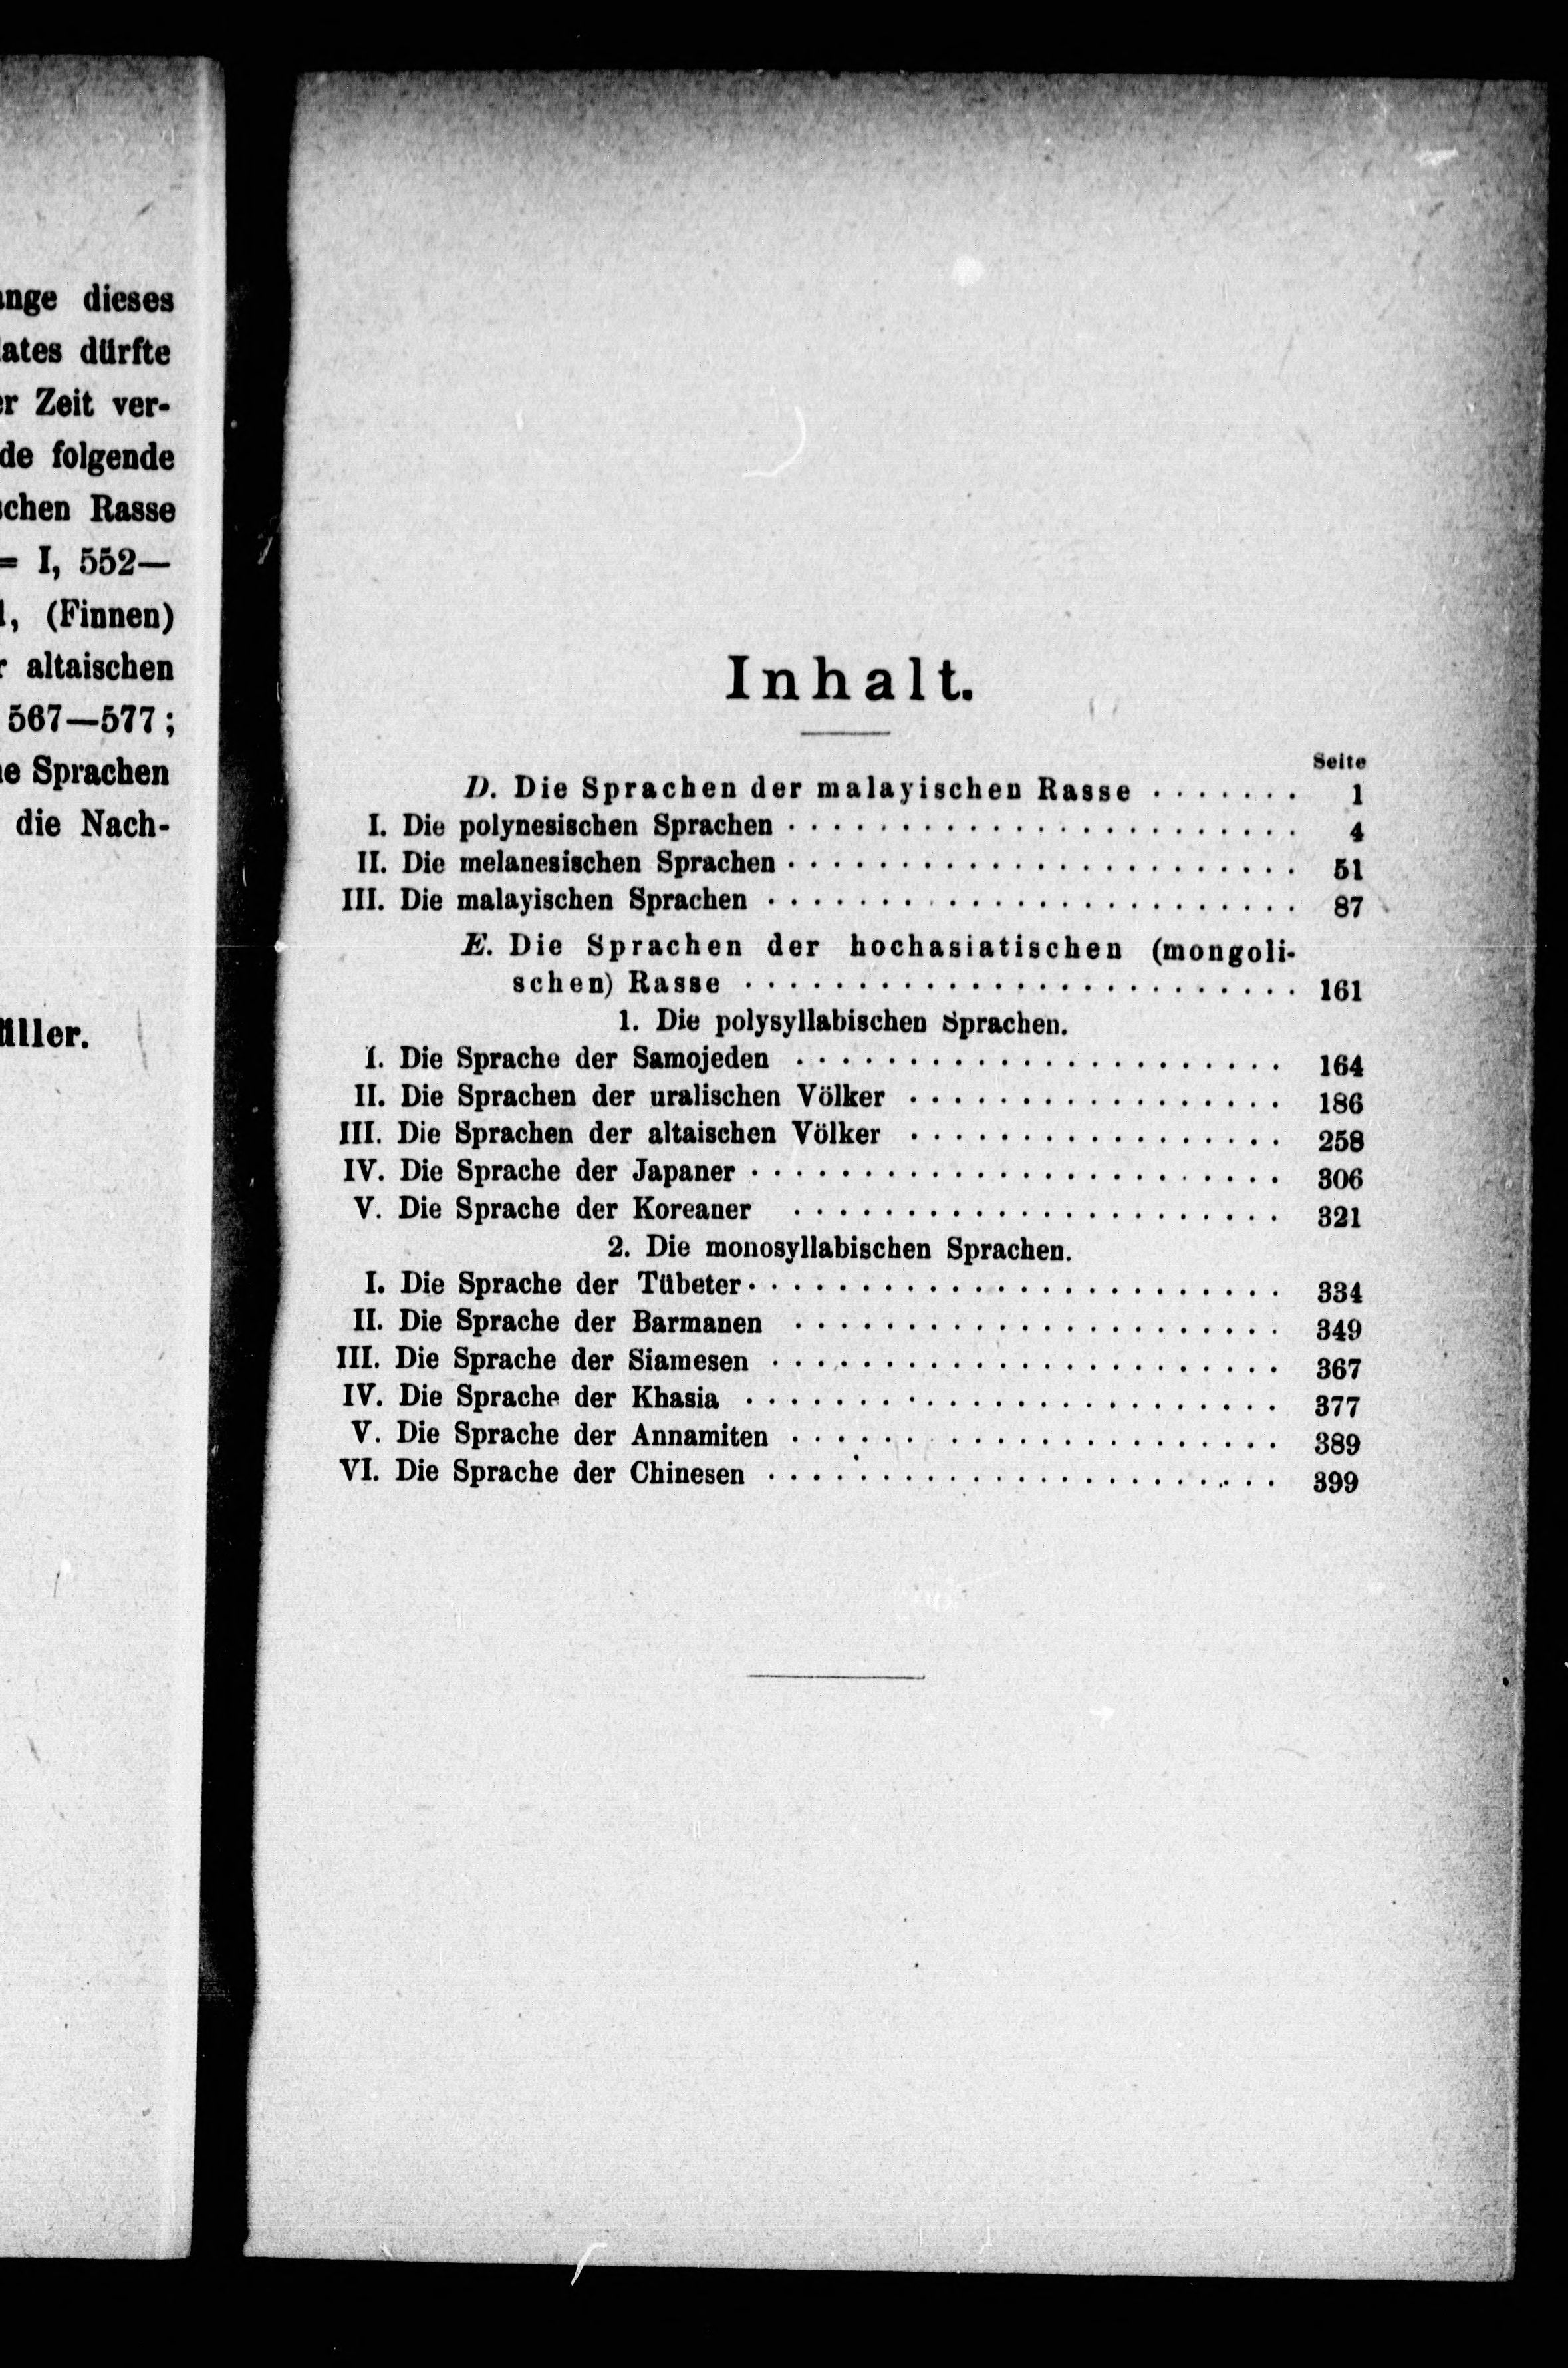 dieses
dürfte
Zeit ver-
folgende
Rasse
= I, 552—
(Finnen)
altaischen
567—577;
Sprachen
die Nach-
Inhalt.
Seite
D. Die Sprachen der malayischen Rasse . . . . . . . 1
I. Die polynesischen Sprachen . . . . . . . . . . . . . . . . . . . . . . 4
II. Die melanesischen Sprachen . . . . . . . . . . . . . . . . . . . . . . 51
III. Die malayischen Sprachen . . . . . . . . . . . . . . . . . . . . . . . 87
E. Die Sprachen der hochasiatischen (mongoli-
schen) Rasse . . . . . . . . . . . . . . . . . . . . . . . . 161
1. Die polysyllabischen Sprachen.
I. Die Sprache der Samojeden . . . . . . . . . . . . . . . . . . . . . 164
II. Die Sprachen der uralischen Völker . . . . . . . . . . . . . . . . . 186
III. Die Sprachen der altaischen Völker . . . . . . . . . . . . . . . . . 258
IV. Die Sprache der Japaner . . . . . . . . . . . . . . . . . . . . . . . 306
V. Die Sprache der Koreaner . . . . . . . . . . . . . . . . . . . . . 321
2. Die monosyllabischen Sprachen.
I. Die Sprache der Tübeter . . . . . . . . . . . . . . . . . . . . . . . 334
II. Die Sprache der Barmanen . . . . . . . . . . . . . . . . . . . . . 349
III. Die Sprache der Siamesen . . . . . . . . . . . . . . . . . . . . . . 367
IV. Die Sprache der Khasia . . . . . . . . . . . . . . . . . . . . . . . 377
V. Die Sprache der Annamiten . . . . . . . . . . . . . . . . . . . . . 389
VI. Die Sprache der Chinesen . . . . . . . . . . . . . . . . . . . . . . 399